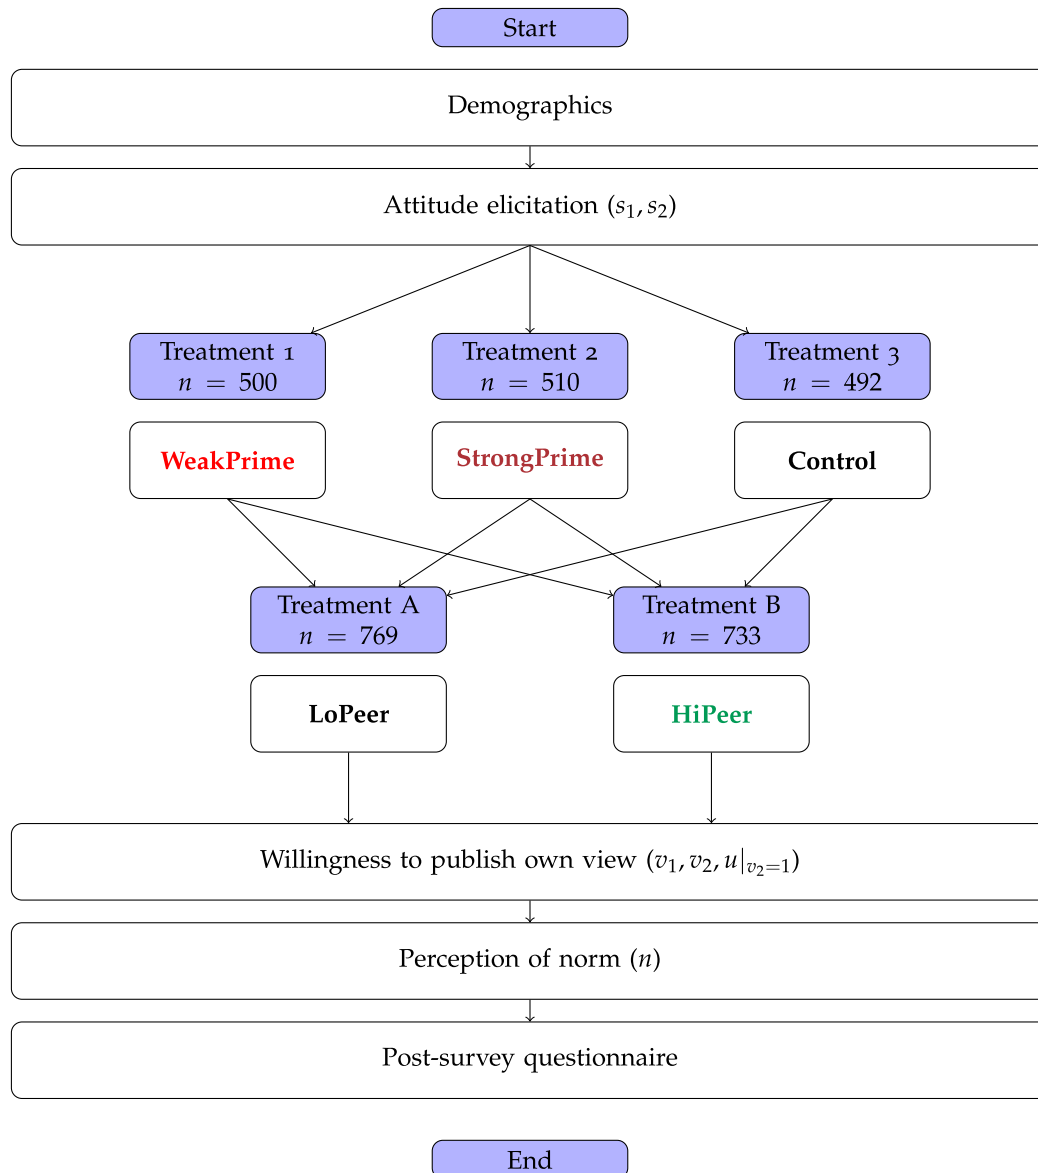 Start
Demographics
Attitude elicitation (s₁, s₂)
Treatment 1
n = 500
Treatment 2
n = 510
Treatment 3
n = 492
WeakPrime
StrongPrime
Control
Treatment A
n = 769
Treatment B
n = 733
LoPeer
HiPeer
Willingness to publish own view (v₁, v₂, u|ᵥ₂₌₁)
Perception of norm (n)
Post-survey questionnaire
End